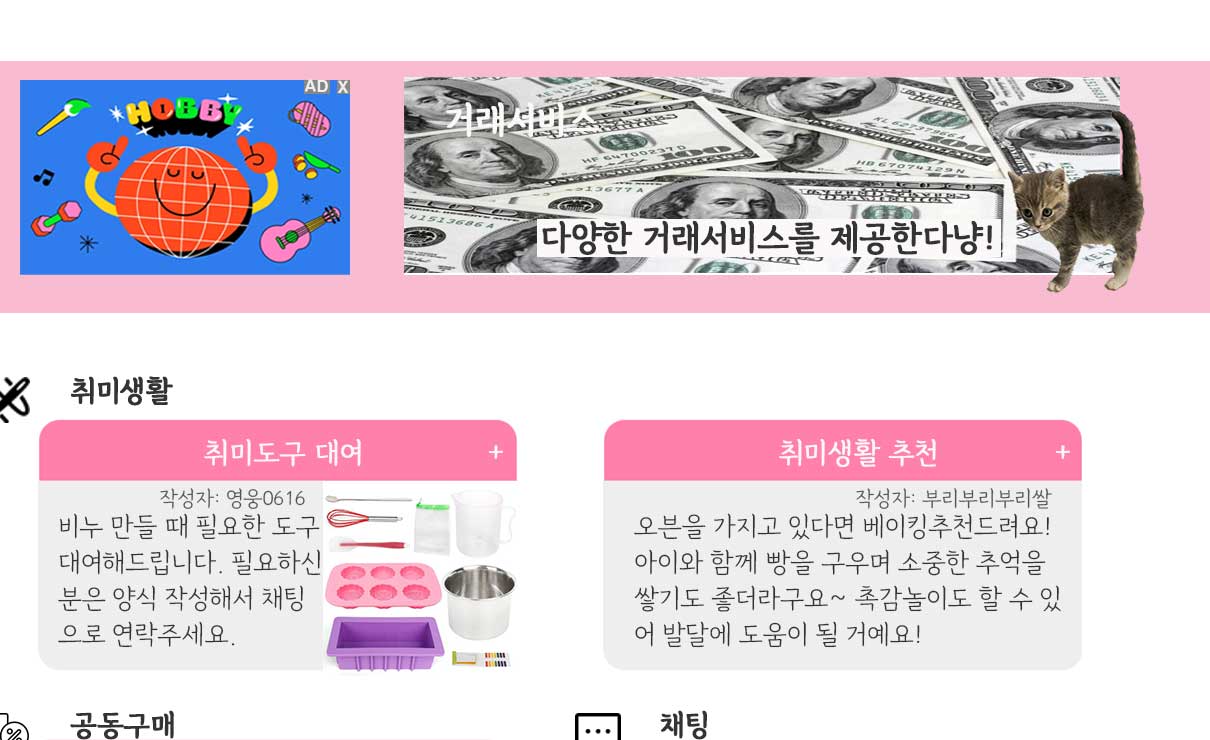 AD X
HOBBY
거래서비스
다양한 거래서비스를 제공한다냥!
취미생활
취미도구 대여 +
작성자: 영웅0616
비누 만들 때 필요한 도구
대여해드립니다. 필요하신
분은 양식 작성해서 채팅
으로 연락주세요.
취미생활 추천 +
작성자: 부리부리부리쌀
오븐을 가지고 있다면 베이킹추천드려요!
아이와 함께 빵을 구우며 소중한 추억을
쌓기도 좋더라구요~ 촉감놀이도 할 수 있
어 발달에 도움이 될 거예요!
공동구매
채팅